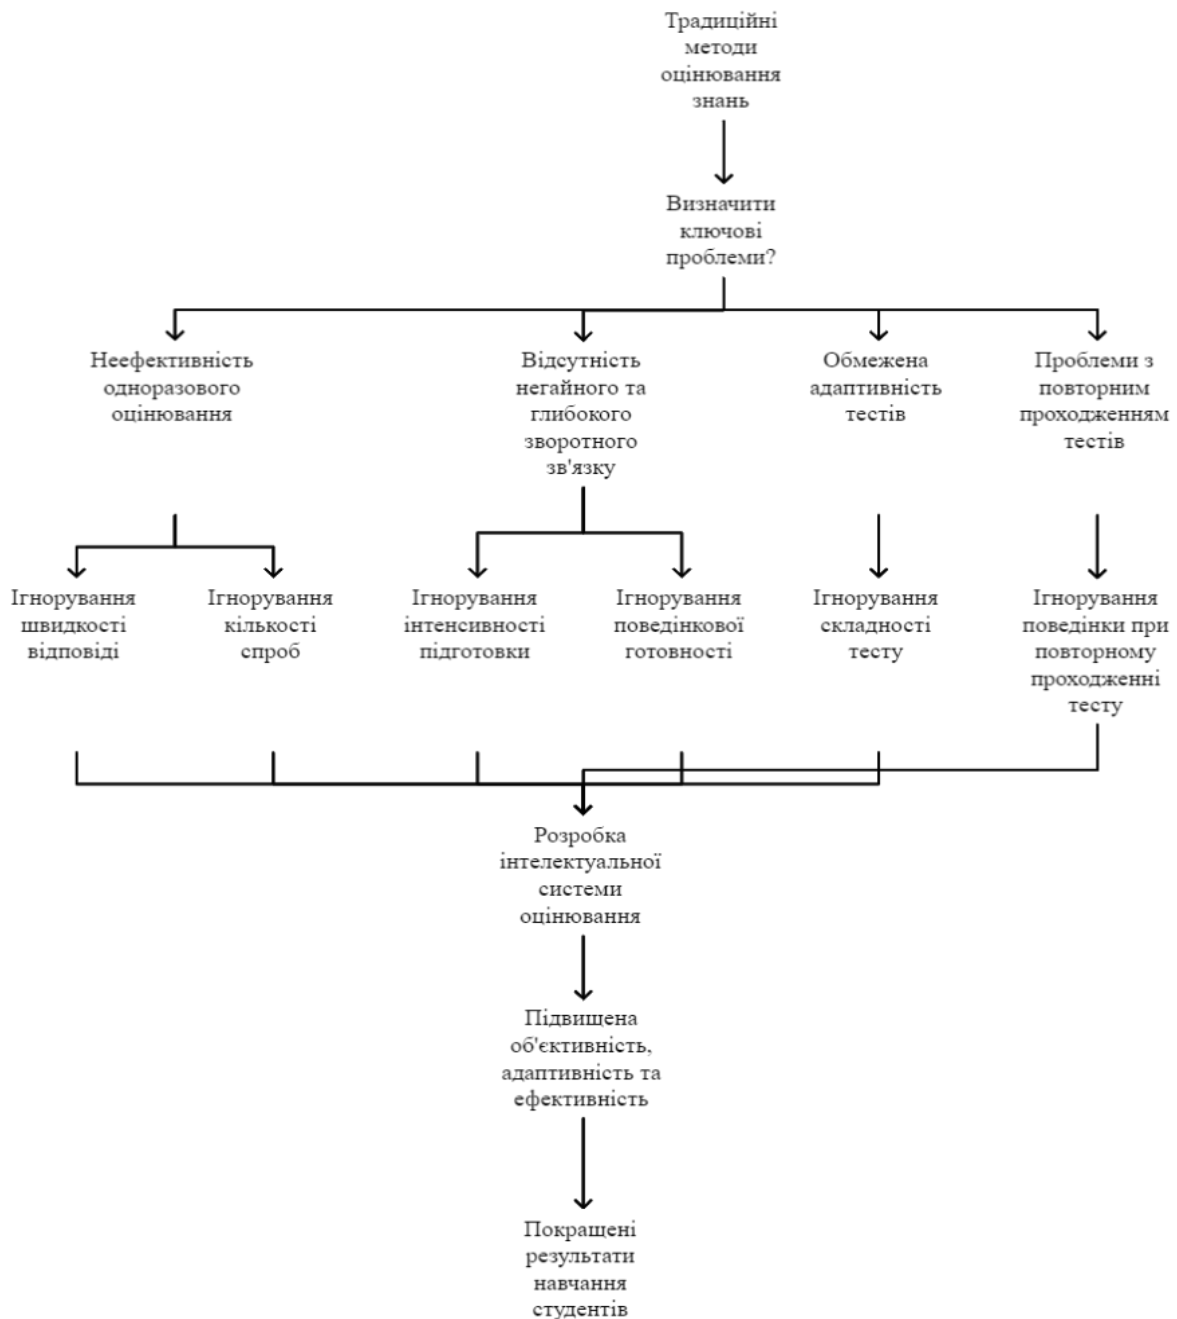 Традиційні
методи
оцінювання
знань
Визначити
ключові
проблеми?
Неефективність
одноразового
оцінювання
Відсутність
негайного та
глибокого
зворотного
зв'язку
Обмежена
адаптивність
тестів
Проблеми з
повторним
проходженням
тестів
Ігнорування
швидкості
відповіді
Ігнорування
кількості
спроб
Ігнорування
інтенсивності
підготовки
Ігнорування
поведінкової
готовності
Ігнорування
складності
тесту
Ігнорування
поведінки при
повторному
проходженні
тесту
Розробка
інтелектуальної
системи
оцінювання
Підвищена
об'єктивність,
адаптивність та
ефективність
Покращені
результати
навчання
студентів